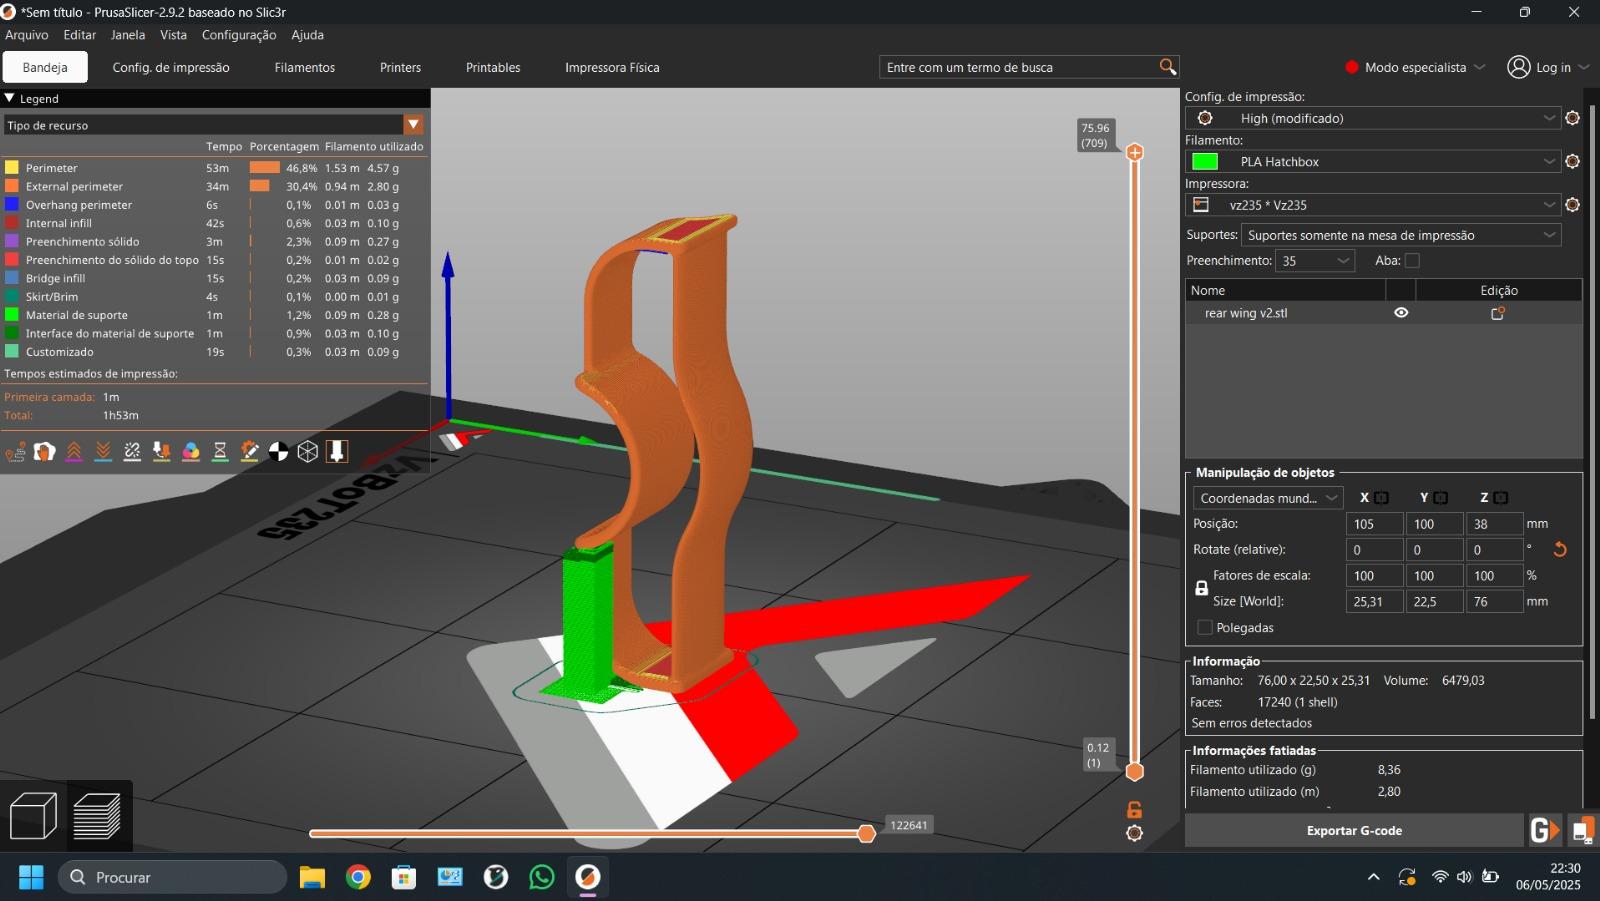 *Sem título - PrusaSlicer-2.9.2 baseado no Slic3r
Arquivo Editar Janela Vista Configuração Ajuda
Bandeja Config. de impressão Filamentos Printers Printables Impressora Física Entre com um termo de busca Modo especialista Log in
Legend
Tipo de recurso
Tempo Porcentagem Filamento utilizado
Perimeter 53m 46,8% 1.53 m 4.57 g
External perimeter 34m 30,4% 0.94 m 2.80 g
Overhang perimeter 6s 0,1% 0.01 m 0.03 g
Internal infill 42s 0,6% 0.03 m 0.10 g
Preenchimento sólido 3m 2,3% 0.09 m 0.27 g
Preenchimento do sólido do topo 15s 0,2% 0.01 m 0.02 g
Bridge infill 15s 0,2% 0.03 m 0.09 g
Skirt/Brim 4s 0,1% 0.00 m 0.01 g
Material de suporte 1m 1,2% 0.09 m 0.28 g
Interface do material de suporte 1m 0,9% 0.03 m 0.10 g
Customizado 19s 0,3% 0.03 m 0.09 g
Tempos estimados de impressão:
Primeira camada: 1m
Total: 1h53m
VzBoT235
75.96
(709)
0.12
(1)
122641
Config. de impressão:
High (modificado)
Filamento:
PLA Hatchbox
Impressora:
vz235 * Vz235
Suportes: Suportes somente na mesa de impressão
Preenchimento: 35 Aba:
Nome Edição
rear wing v2.stl
Manipulação de objetos
Coordenadas mund... X Y Z
Posição: 105 100 38 mm
Rotate (relative): 0 0 0 °
Fatores de escala: 100 100 100 %
Size [World]: 25,31 22,5 76 mm
Polegadas
Informação
Tamanho: 76,00 x 22,50 x 25,31 Volume: 6479,03
Faces: 17240 (1 shell)
Sem erros detectados
Informações fatiadas
Filamento utilizado (g) 8,36
Filamento utilizado (m) 2,80
Exportar G-code
G
Procurar
22:30
06/05/2025